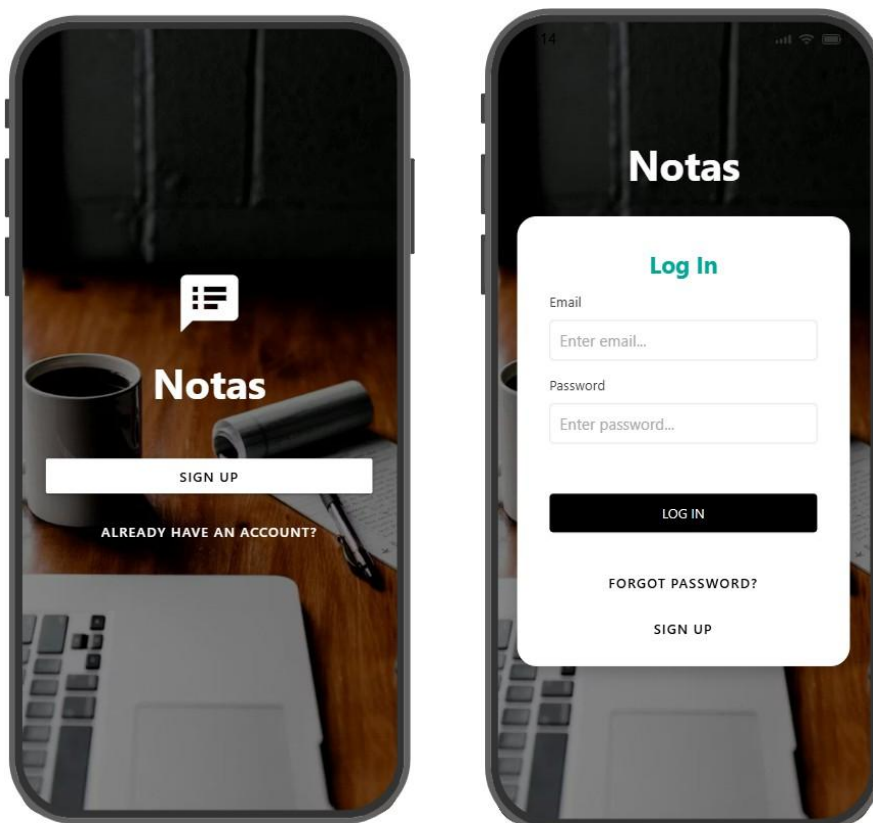 Notas
SIGN UP
ALREADY HAVE AN ACCOUNT?
14
Notas
Log In
Email
Enter email...
Password
Enter password...
LOG IN
FORGOT PASSWORD?
SIGN UP